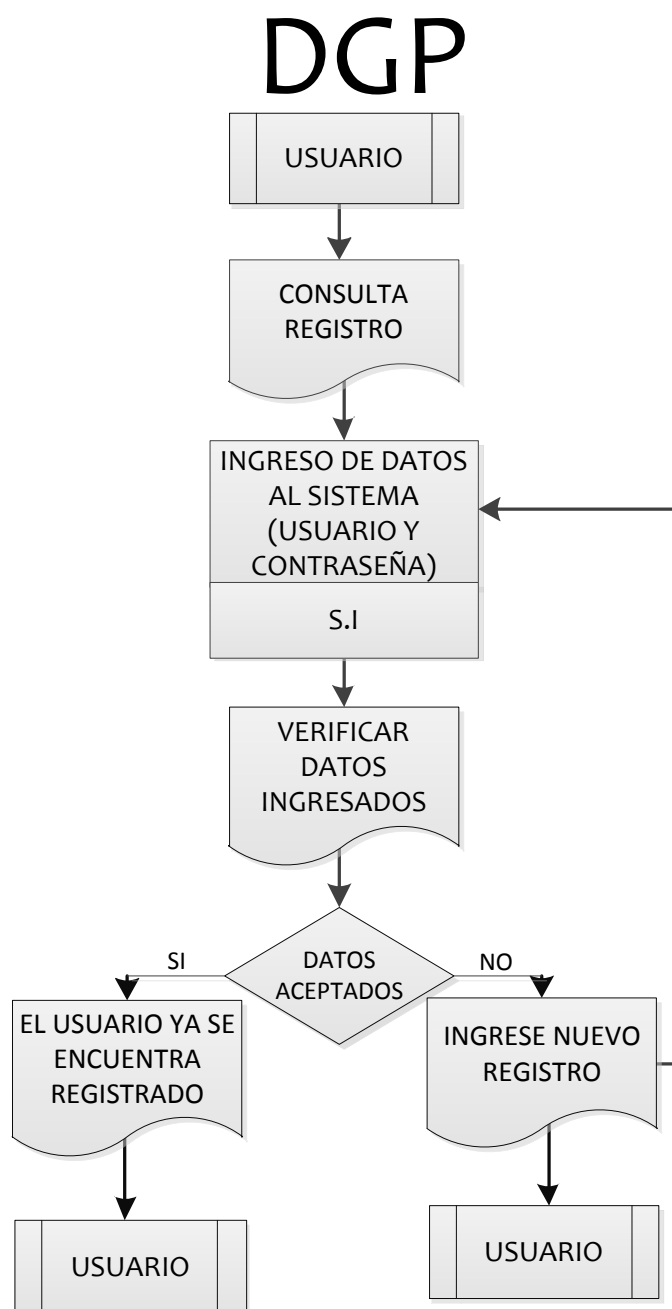 DGP
USUARIO
CONSULTA
REGISTRO
INGRESO DE DATOS
AL SISTEMA
(USUARIO Y
CONTRASEÑA)
S.I
VERIFICAR
DATOS
INGRESADOS
DATOS
ACEPTADOS
SI
NO
EL USUARIO YA SE
ENCUENTRA
REGISTRADO
INGRESE NUEVO
REGISTRO
USUARIO
USUARIO